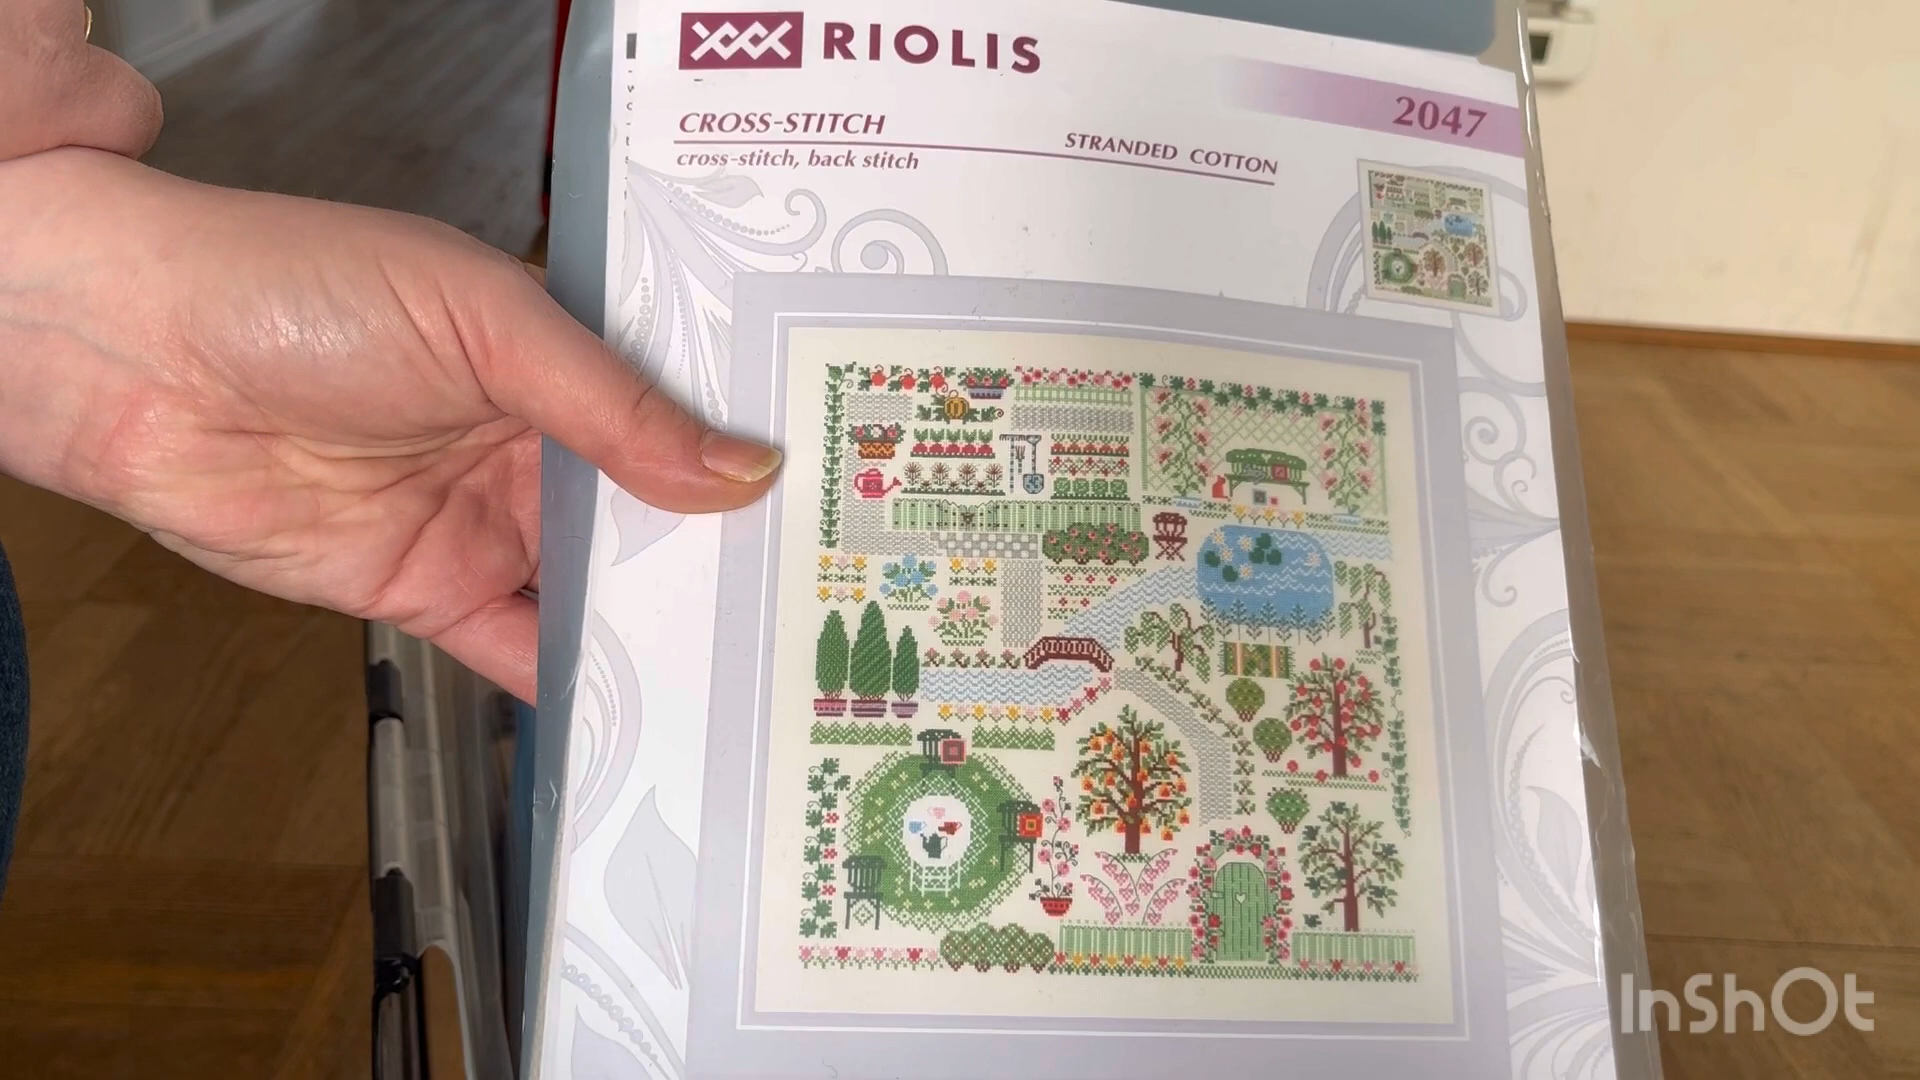 RIOLIS
2047
CROSS-STITCH
cross-stitch, back stitch
STRANDED COTTON
InShOt